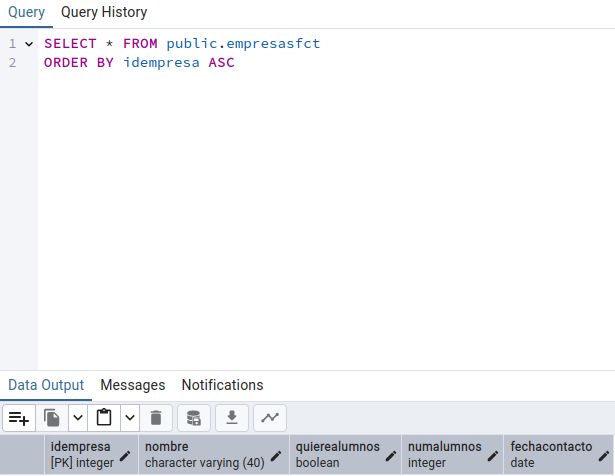 Query Query History
1 SELECT * FROM public.empresasfct
2 ORDER BY idempresa ASC
Data Output Messages Notifications
idempresa nombre quierealumnos numalumnos fechacontacto
[PK] integer character varying (40) boolean integer date